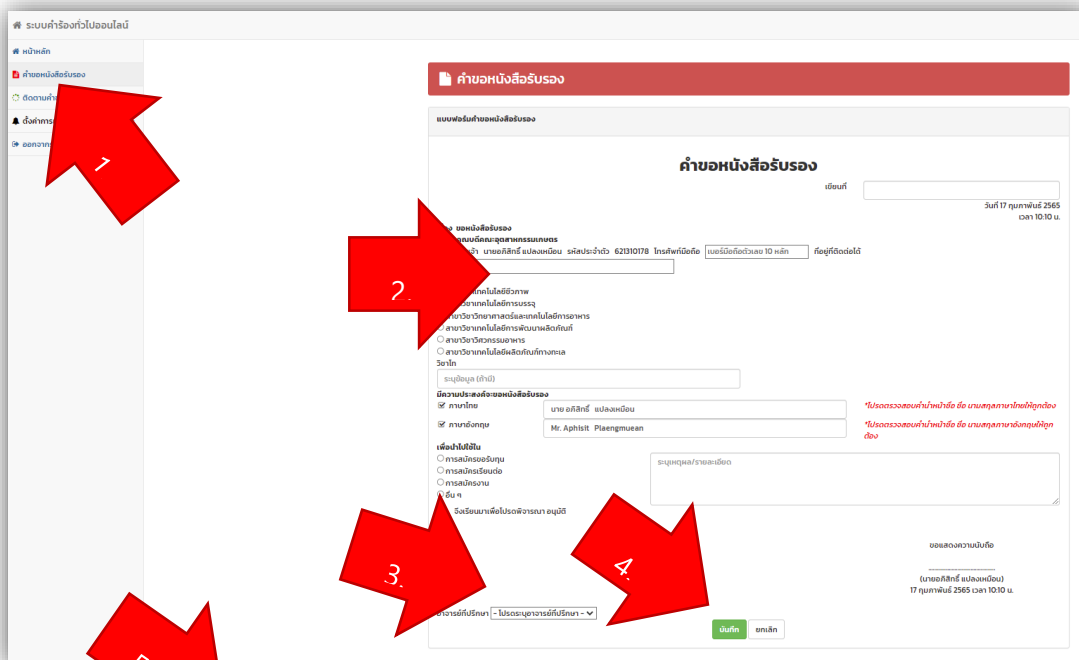 ระบบคำร้องทั่วไปออนไลน์
หน้าหลัก
คำขอหนังสือรับรอง
ติดตามคำ
ตั้งค่าการ
ออกจาก
1
คำขอหนังสือรับรอง
แบบฟอร์มคำขอหนังสือรับรอง
คำขอหนังสือรับรอง
เขียนที่
วันที่ 17 กุมภาพันธ์ 2565
เวลา 10:10 น.
ขอหนังสือรับรอง
คณบดีคณะอุตสาหกรรมเกษตร
นายอภิสิทธิ์ แปลงเหมือน รหัสประจำตัว 621310178 โทรศัพท์มือถือ เบอร์มือถือตัวเลข 10 หลัก ที่อยู่ที่ติดต่อได้
2.
เทคโนโลยีชีวภาพ
สาขาวิชาเทคโนโลยีการบรรจุ
สาขาวิชาวิทยาศาสตร์และเทคโนโลยีการอาหาร
สาขาวิชาเทคโนโลยีการพัฒนาผลิตภัณฑ์
สาขาวิชาวิศวกรรมอาหาร
สาขาวิชาเทคโนโลยีผลิตภัณฑ์ทางทะเล
วิชาโท
ระบุข้อมูล (ถ้ามี)
มีความประสงค์จะขอหนังสือรับรอง
ภาษาไทย นาย อภิสิทธิ์ แปลงเหมือน *โปรดตรวจสอบคำนำหน้าชื่อ ชื่อ นามสกุลภาษาไทยให้ถูกต้อง
ภาษาอังกฤษ Mr. Aphisit Plaengmuean *โปรดตรวจสอบคำนำหน้าชื่อ ชื่อ นามสกุลภาษาอังกฤษให้ถูกต้อง
เพื่อนำไปใช้ใน
การสมัครขอรับทุน ระบุเหตุผล/รายละเอียด
การสมัครเรียนต่อ
การสมัครงาน
อื่น ๆ
จึงเรียนมาเพื่อโปรดพิจารณา อนุมัติ
ขอแสดงความนับถือ
(นายอภิสิทธิ์ แปลงเหมือน)
17 กุมภาพันธ์ 2565 เวลา 10:10 น.
3.
4.
อาจารย์ที่ปรึกษา - โปรดระบุอาจารย์ที่ปรึกษา -
บันทึก ยกเลิก